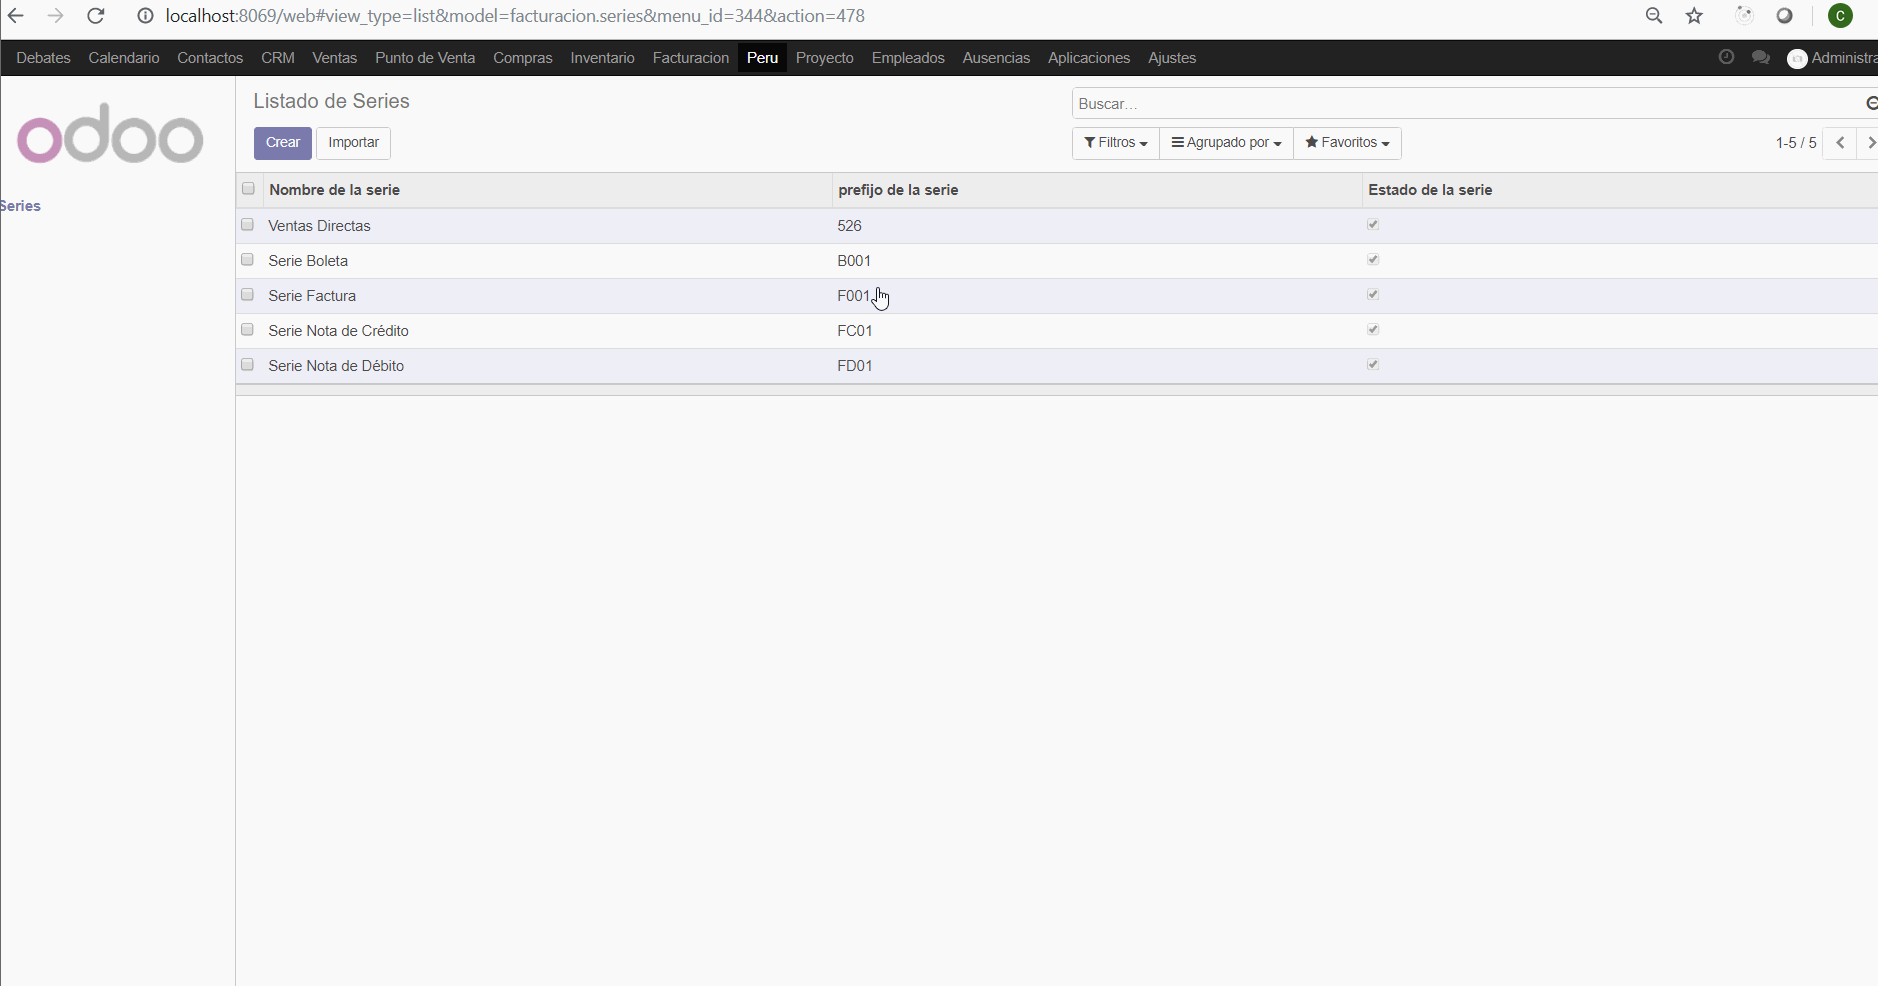 localhost:8069/web#view_type=list&model=facturacion.series&menu_id=344&action=478
C
Debates Calendario Contactos CRM Ventas Punto de Venta Compras Inventario Facturacion Peru Proyecto Empleados Ausencias Aplicaciones Ajustes Administra
odoo
Series
Listado de Series
Buscar...
Crear Importar
Filtros Agrupado por Favoritos 1-5 / 5
Nombre de la serie prefijo de la serie Estado de la serie
Ventas Directas 526
Serie Boleta B001
Serie Factura F001
Serie Nota de Crédito FC01
Serie Nota de Débito FD01